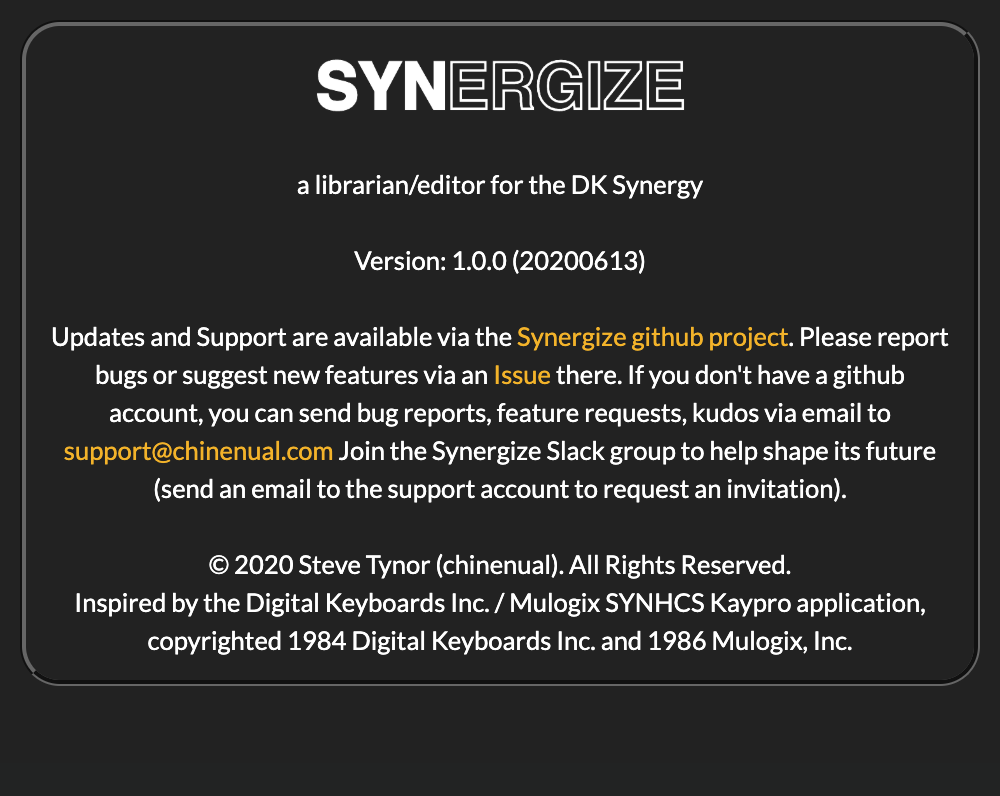 SYNERGIZE
a librarian/editor for the DK Synergy
Version: 1.0.0 (20200613)
Updates and Support are available via the Synergize github project. Please report
bugs or suggest new features via an Issue there. If you don't have a github
account, you can send bug reports, feature requests, kudos via email to
support@chinenual.com Join the Synergize Slack group to help shape its future
(send an email to the support account to request an invitation).
© 2020 Steve Tynor (chinenual). All Rights Reserved.
Inspired by the Digital Keyboards Inc. / Mulogix SYNHCS Kaypro application,
copyrighted 1984 Digital Keyboards Inc. and 1986 Mulogix, Inc.